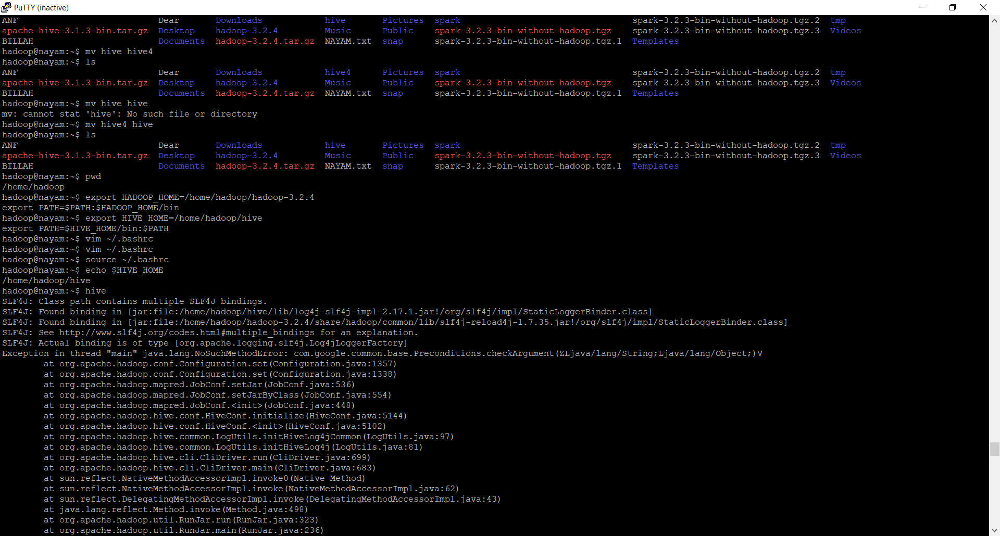 PuTTY (inactive)
ANF                           Dear       Downloads            hive       Pictures  spark                                 spark-3.2.3-bin-without-hadoop.tgz.2  tmp
apache-hive-3.1.3-bin.tar.gz  Desktop    hadoop-3.2.4         Music      Public    spark-3.2.3-bin-without-hadoop.tgz    spark-3.2.3-bin-without-hadoop.tgz.3  Videos
BILLAH                        Documents  hadoop-3.2.4.tar.gz  NAYAM.txt  snap      spark-3.2.3-bin-without-hadoop.tgz.1  Templates
hadoop@nayam:~$ mv hive hive4
hadoop@nayam:~$ ls
ANF                           Dear       Downloads            hive4      Pictures  spark                                 spark-3.2.3-bin-without-hadoop.tgz.2  tmp
apache-hive-3.1.3-bin.tar.gz  Desktop    hadoop-3.2.4         Music      Public    spark-3.2.3-bin-without-hadoop.tgz    spark-3.2.3-bin-without-hadoop.tgz.3  Videos
BILLAH                        Documents  hadoop-3.2.4.tar.gz  NAYAM.txt  snap      spark-3.2.3-bin-without-hadoop.tgz.1  Templates
hadoop@nayam:~$ mv hive hive
mv: cannot stat 'hive': No such file or directory
hadoop@nayam:~$ mv hive4 hive
hadoop@nayam:~$ ls
ANF                           Dear       Downloads            hive       Pictures  spark                                 spark-3.2.3-bin-without-hadoop.tgz.2  tmp
apache-hive-3.1.3-bin.tar.gz  Desktop    hadoop-3.2.4         Music      Public    spark-3.2.3-bin-without-hadoop.tgz    spark-3.2.3-bin-without-hadoop.tgz.3  Videos
BILLAH                        Documents  hadoop-3.2.4.tar.gz  NAYAM.txt  snap      spark-3.2.3-bin-without-hadoop.tgz.1  Templates
hadoop@nayam:~$ pwd
/home/hadoop
hadoop@nayam:~$ export HADOOP_HOME=/home/hadoop/hadoop-3.2.4
export PATH=$PATH:$HADOOP_HOME/bin
hadoop@nayam:~$ export HIVE_HOME=/home/hadoop/hive
export PATH=$HIVE_HOME/bin:$PATH
hadoop@nayam:~$ vim ~/.bashrc
hadoop@nayam:~$ vim ~/.bashrc
hadoop@nayam:~$ source ~/.bashrc
hadoop@nayam:~$ echo $HIVE_HOME
/home/hadoop/hive
hadoop@nayam:~$ hive
SLF4J: Class path contains multiple SLF4J bindings.
SLF4J: Found binding in [jar:file:/home/hadoop/hive/lib/log4j-slf4j-impl-2.17.1.jar!/org/slf4j/impl/StaticLoggerBinder.class]
SLF4J: Found binding in [jar:file:/home/hadoop/hadoop-3.2.4/share/hadoop/common/lib/slf4j-reload4j-1.7.35.jar!/org/slf4j/impl/StaticLoggerBinder.class]
SLF4J: See http://www.slf4j.org/codes.html#multiple_bindings for an explanation.
SLF4J: Actual binding is of type [org.apache.logging.slf4j.Log4jLoggerFactory]
Exception in thread "main" java.lang.NoSuchMethodError: com.google.common.base.Preconditions.checkArgument(ZLjava/lang/String;Ljava/lang/Object;)V
        at org.apache.hadoop.conf.Configuration.set(Configuration.java:1357)
        at org.apache.hadoop.conf.Configuration.set(Configuration.java:1338)
        at org.apache.hadoop.mapred.JobConf.setJar(JobConf.java:536)
        at org.apache.hadoop.mapred.JobConf.setJarByClass(JobConf.java:554)
        at org.apache.hadoop.mapred.JobConf.<init>(JobConf.java:448)
        at org.apache.hadoop.hive.conf.HiveConf.initialize(HiveConf.java:5144)
        at org.apache.hadoop.hive.conf.HiveConf.<init>(HiveConf.java:5102)
        at org.apache.hadoop.hive.common.LogUtils.initHiveLog4jCommon(LogUtils.java:97)
        at org.apache.hadoop.hive.common.LogUtils.initHiveLog4j(LogUtils.java:81)
        at org.apache.hadoop.hive.cli.CliDriver.run(CliDriver.java:699)
        at org.apache.hadoop.hive.cli.CliDriver.main(CliDriver.java:683)
        at sun.reflect.NativeMethodAccessorImpl.invoke0(Native Method)
        at sun.reflect.NativeMethodAccessorImpl.invoke(NativeMethodAccessorImpl.java:62)
        at sun.reflect.DelegatingMethodAccessorImpl.invoke(DelegatingMethodAccessorImpl.java:43)
        at java.lang.reflect.Method.invoke(Method.java:498)
        at org.apache.hadoop.util.RunJar.run(RunJar.java:323)
        at org.apache.hadoop.util.RunJar.main(RunJar.java:236)